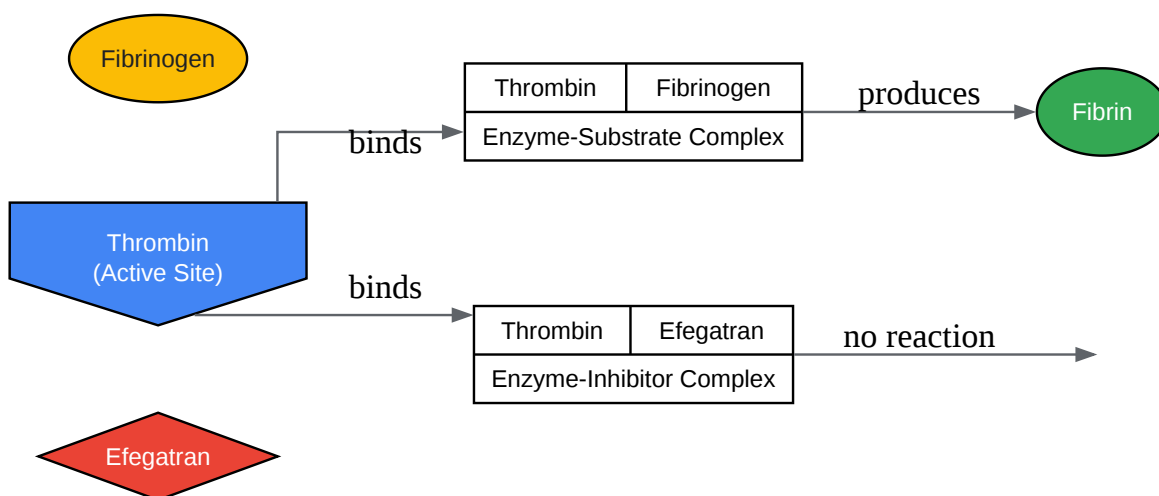 Fibrinogen
Thrombin
Fibrinogen
Enzyme-Substrate Complex
binds
produces
Fibrin
Thrombin
(Active Site)
binds
Thrombin
Efegatran
Enzyme-Inhibitor Complex
no reaction
Efegatran